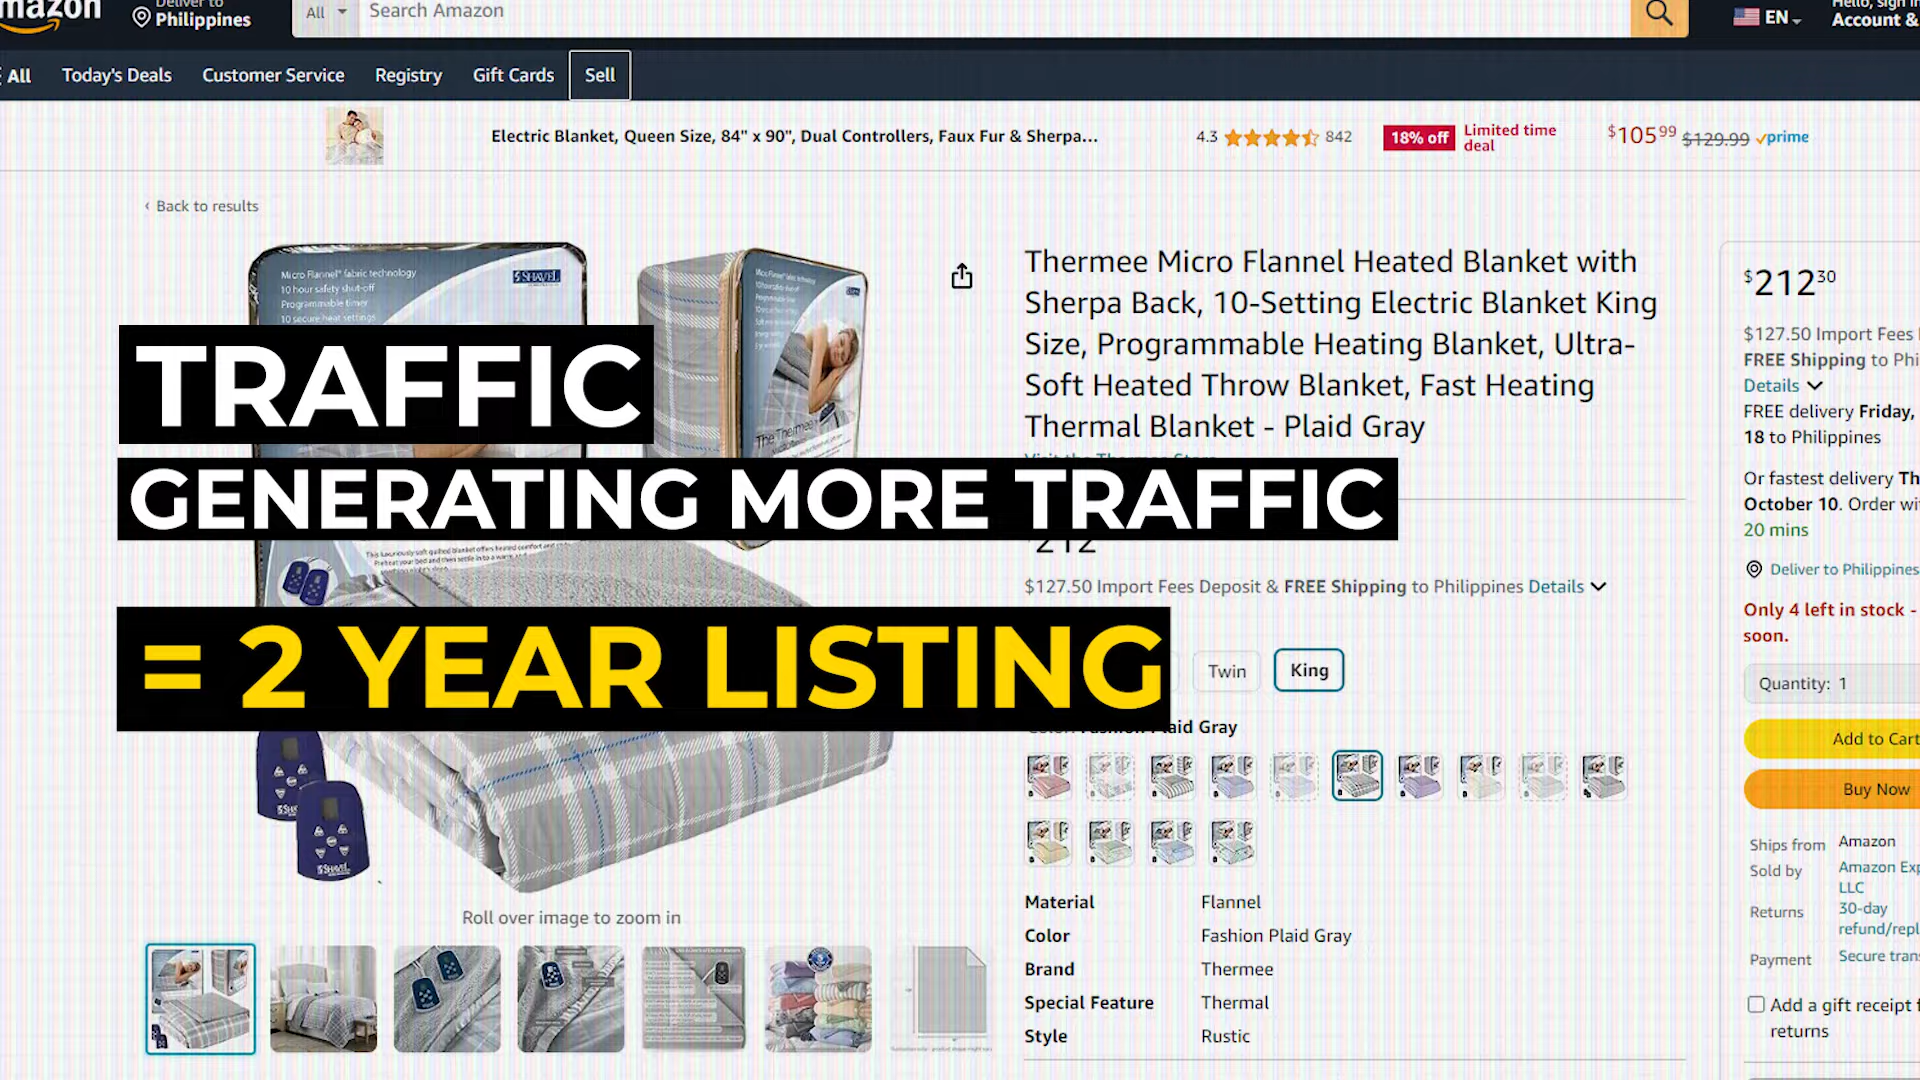 mazon
Deliver to
Philippines
All
Search Amazon
EN
Hello, sign in
Account &
All
Today's Deals
Customer Service
Registry
Gift Cards
Sell
Electric Blanket, Queen Size, 84" x 90", Dual Controllers, Faux Fur & Sherpa...
4.3
842
18% off
Limited time
deal
$105.99 $129.99 prime
‹ Back to results
Micro Flannel® fabric technology
10 hour safety shut-off
Programmable timer
10 secure heat settings
SHAVEL
TRAFFIC
GENERATING MORE TRAFFIC
= 2 YEAR LISTING
Thermee Micro Flannel Heated Blanket with
Sherpa Back, 10-Setting Electric Blanket King
Size, Programmable Heating Blanket, Ultra-
Soft Heated Throw Blanket, Fast Heating
Thermal Blanket - Plaid Gray
$212
$127.50 Import Fees Deposit & FREE Shipping to Philippines Details
Twin
King
Color: Fashion Plaid Gray
Material Flannel
Color Fashion Plaid Gray
Brand Thermee
Special Feature Thermal
Style Rustic
Roll over image to zoom in
$212.30
$127.50 Import Fees
FREE Shipping to Phi
Details
FREE delivery Friday,
18 to Philippines
Or fastest delivery Th
October 10. Order wi
20 mins
Deliver to Philippines
Only 4 left in stock -
soon.
Quantity: 1
Add to Cart
Buy Now
Ships from Amazon
Sold by Amazon Exp
LLC
Returns 30-day
refund/repl
Payment Secure tran
Add a gift receipt f
returns